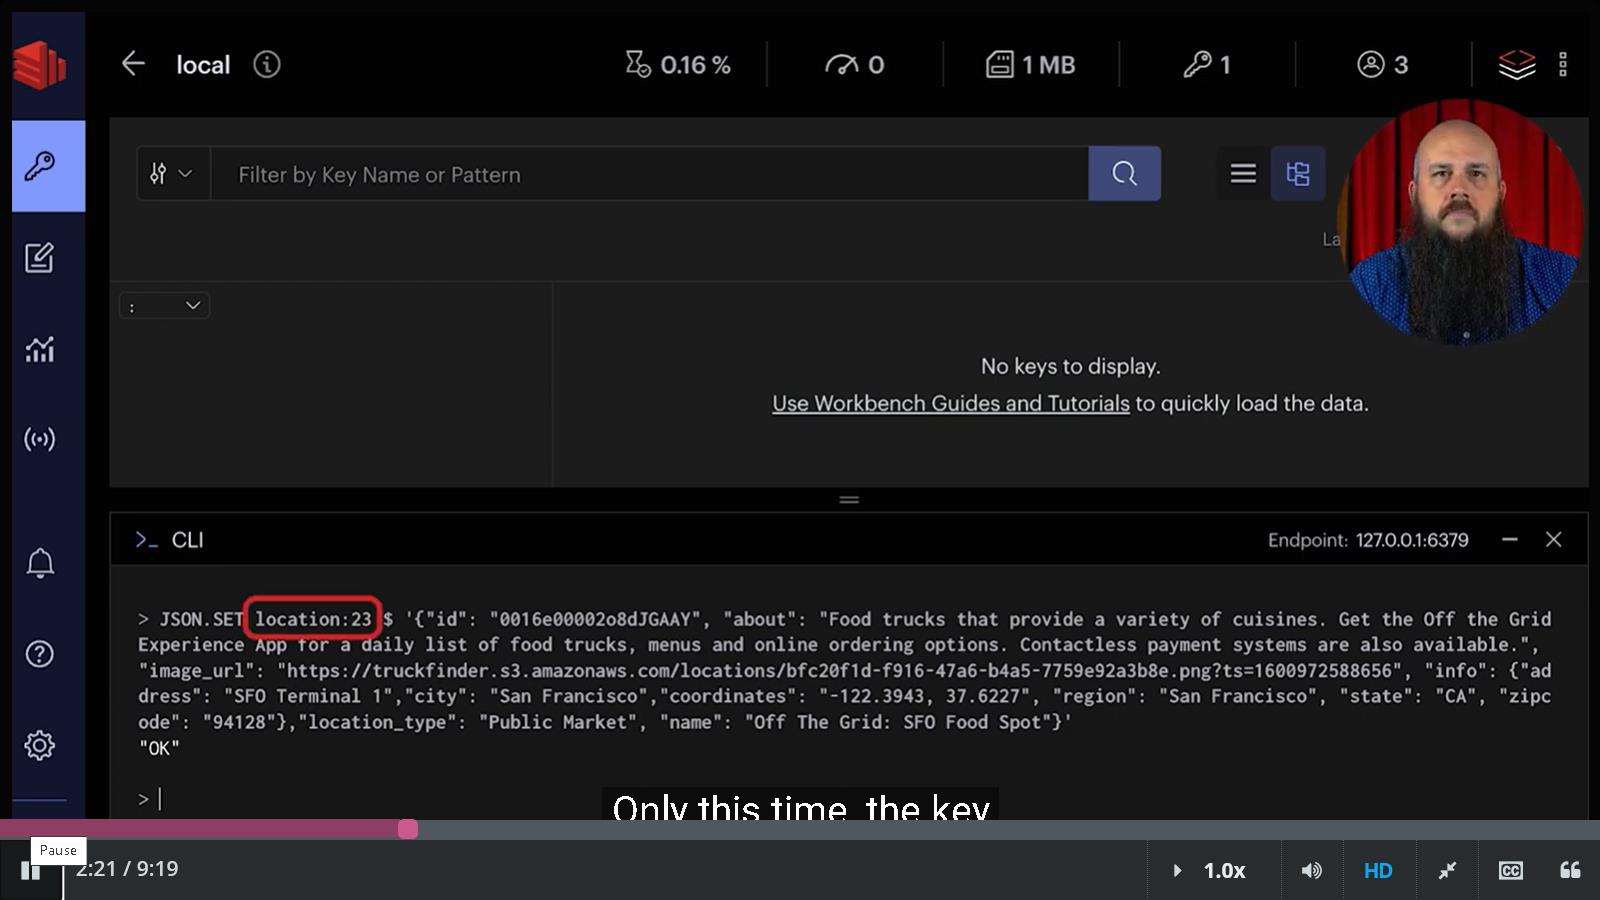 local
0.16 %
0
1 MB
1
3
Filter by Key Name or Pattern
La
:
No keys to display.
Use Workbench Guides and Tutorials to quickly load the data.
>_ CLI
Endpoint: 127.0.0.1:6379
> JSON.SET location:23 $ '{"id": "0016e00002o8dJGAAY", "about": "Food trucks that provide a variety of cuisines. Get the Off the Grid
Experience App for a daily list of food trucks, menus and online ordering options. Contactless payment systems are also available.",
"image_url": "https://truckfinder.s3.amazonaws.com/locations/bfc20f1d-f916-47a6-b4a5-7759e92a3b8e.png?ts=1600972588656", "info": {"ad
dress": "SFO Terminal 1","city": "San Francisco","coordinates": "-122.3943, 37.6227", "region": "San Francisco", "state": "CA", "zipc
ode": "94128"},"location_type": "Public Market", "name": "Off The Grid: SFO Food Spot"}'
"OK"
>
Only this time, the key
Pause
2:21 / 9:19
1.0x
HD
CC